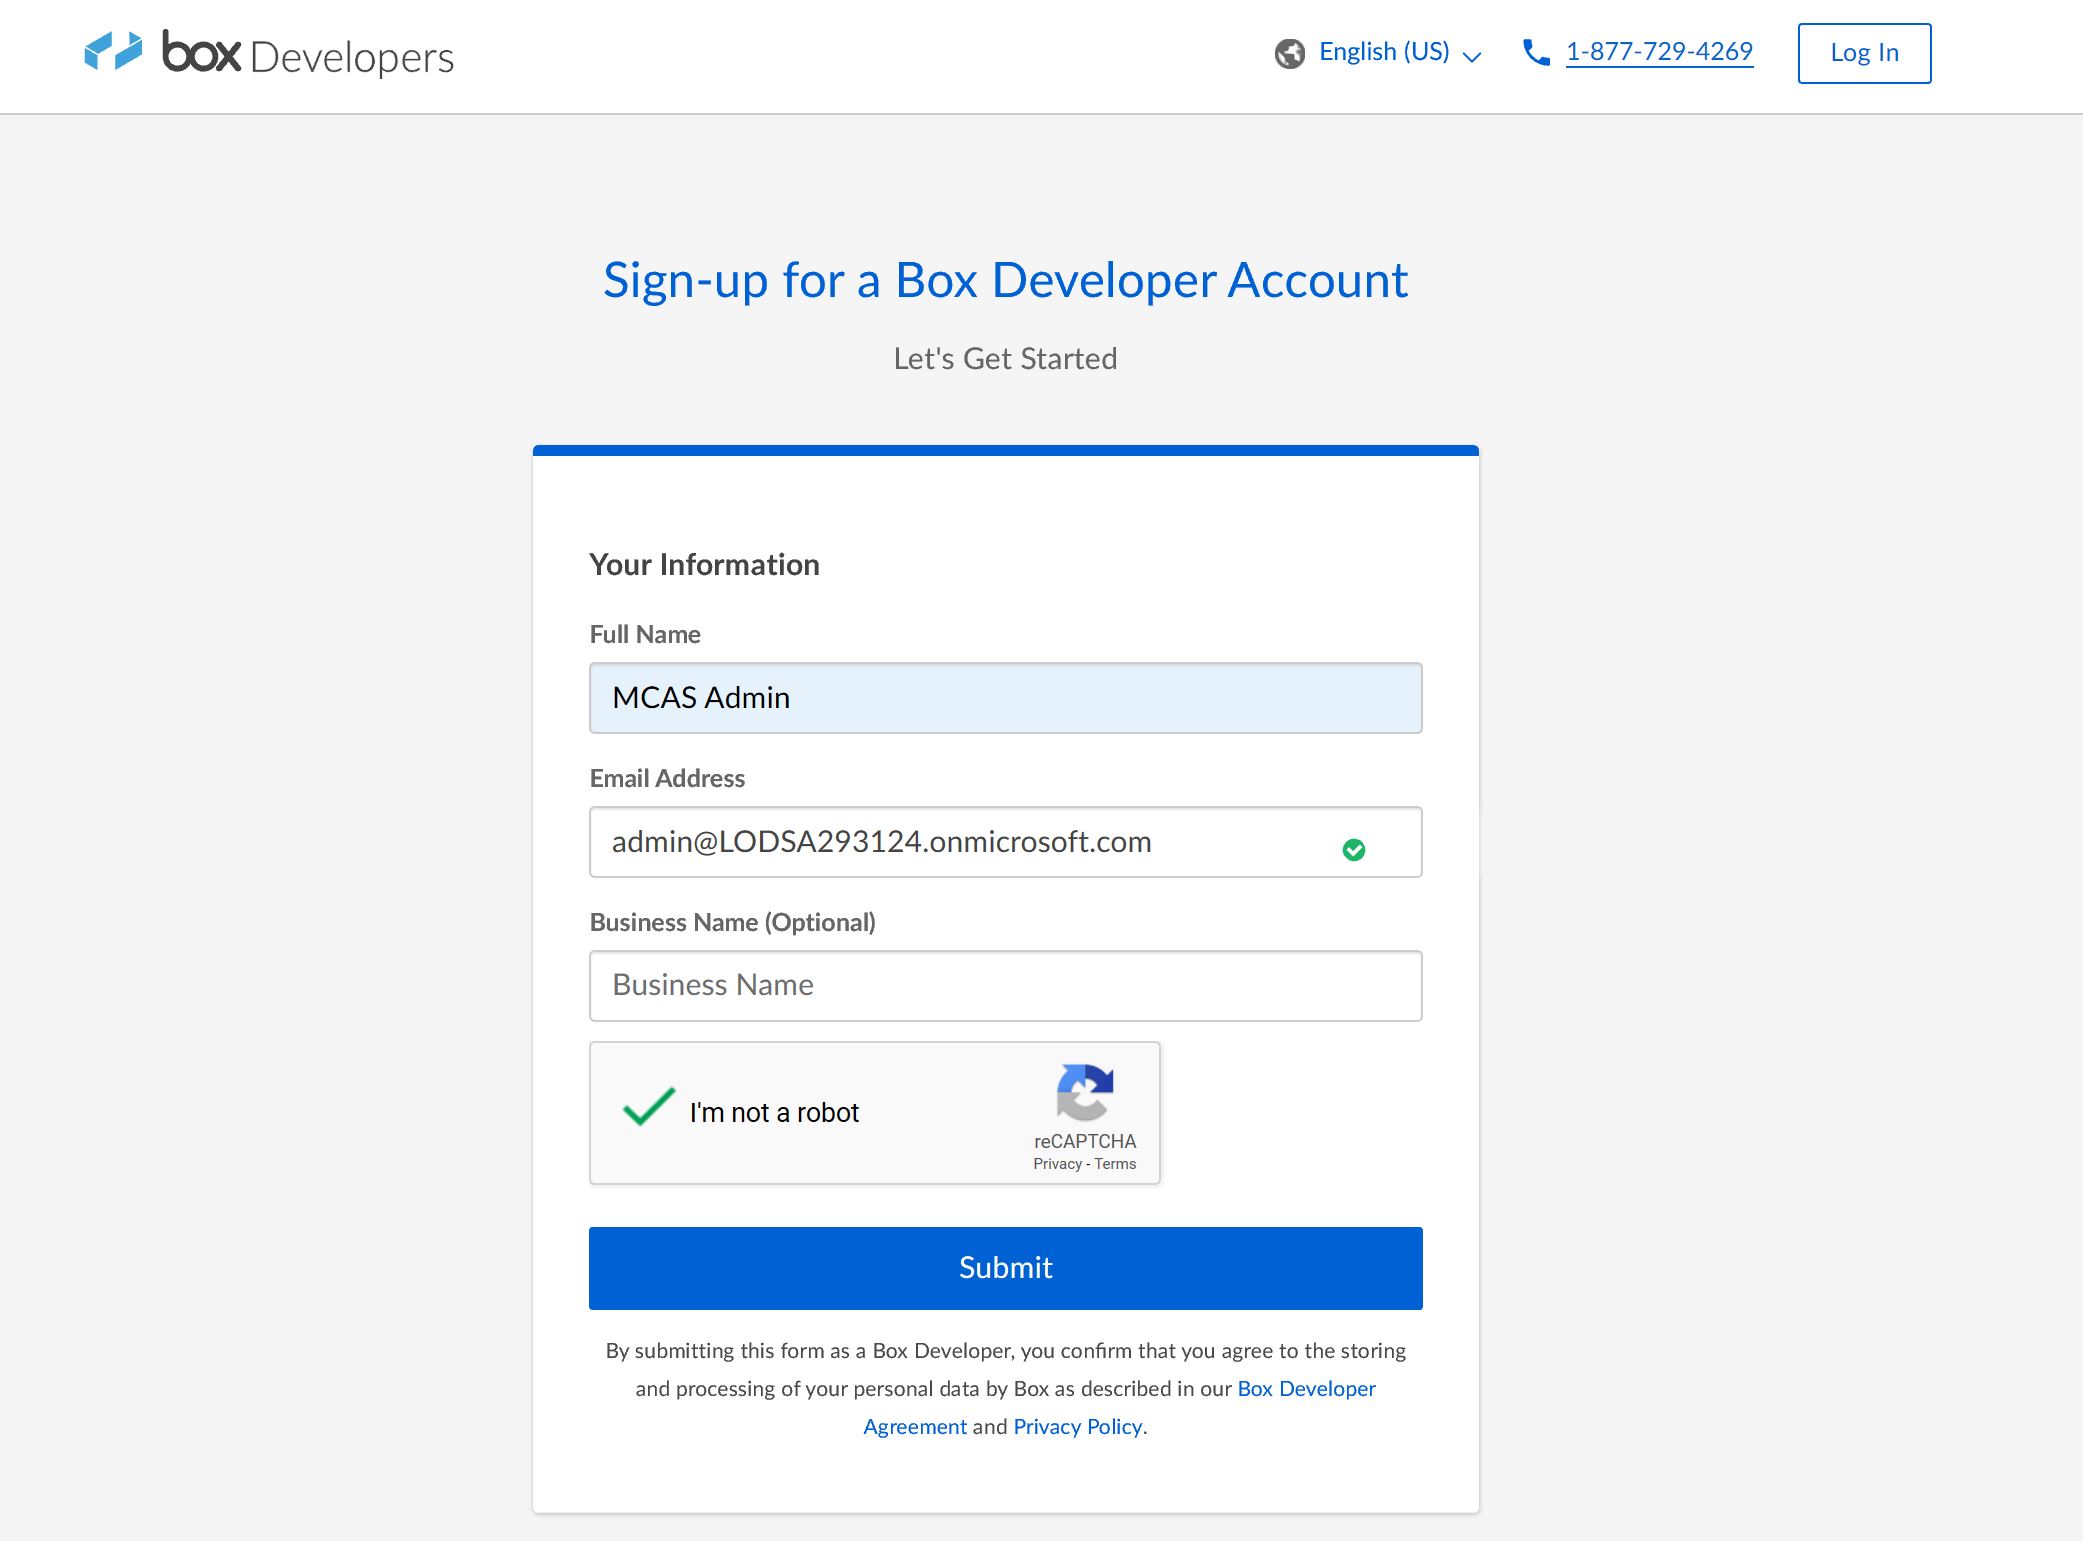 box Developers
English (US)
1-877-729-4269
Log In
Sign-up for a Box Developer Account
Let's Get Started
Your Information
Full Name
MCAS Admin
Email Address
admin@LODSA293124.onmicrosoft.com
Business Name (Optional)
Business Name
I'm not a robot
reCAPTCHA
Privacy - Terms
Submit
By submitting this form as a Box Developer, you confirm that you agree to the storing
and processing of your personal data by Box as described in our Box Developer
Agreement and Privacy Policy.